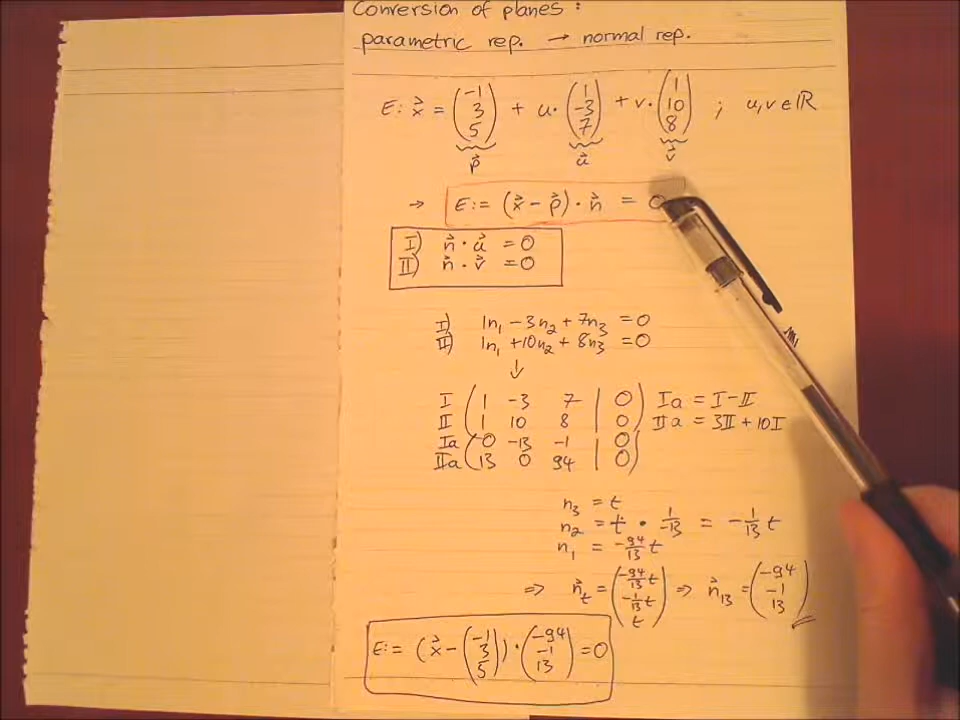 Conversion of planes:
parametric rep. → normal rep.
E: x⃗ = (−1 3 5) + u· (1 −3 7) + v· (1 10 8) ; u,v ∈ ℝ
p⃗ u⃗ v⃗
→ E:= (x⃗ − p⃗) · n⃗ = 0
I) n⃗ · u⃗ = 0
II) n⃗ · v⃗ = 0
I) 1n₁ − 3n₂ + 7n₃ = 0
II) 1n₁ + 10n₂ + 8n₃ = 0
↓
I ( 1 −3 7 | 0 ) Ia = I−II
II ( 1 10 8 | 0 ) IIa = 3II + 10I
Ia ( 0 −13 −1 | 0 )
IIa ( 13 0 94 | 0 )
n₃ = t
n₂ = t · 1/−13 = −1/13 t
n₁ = −94/13 t
⇒ n⃗t = (−94/13 t −1/13 t t) ⇒ n⃗₁₃ = (−94 −1 13)
E:= (x⃗ − (−1 3 5)) · (−94 −1 13) = 0